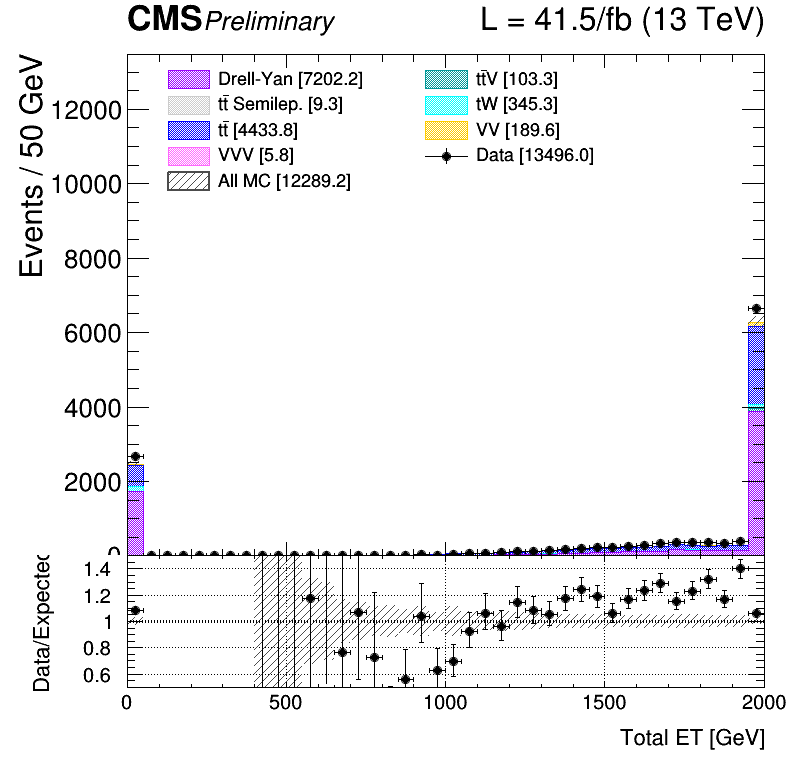 CMS Preliminary L = 41.5/fb (13 TeV)
Events / 50 GeV
Drell-Yan [7202.2]
tt̄ Semilep. [9.3]
tt̄ [4433.8]
VVV [5.8]
All MC [12289.2]
tt̄V [103.3]
tW [345.3]
VV [189.6]
Data [13496.0]
12000
10000
8000
6000
4000
2000
0
Data/Expected
1.4
1.2
1
0.8
0.6
0 500 1000 1500 2000
Total ET [GeV]